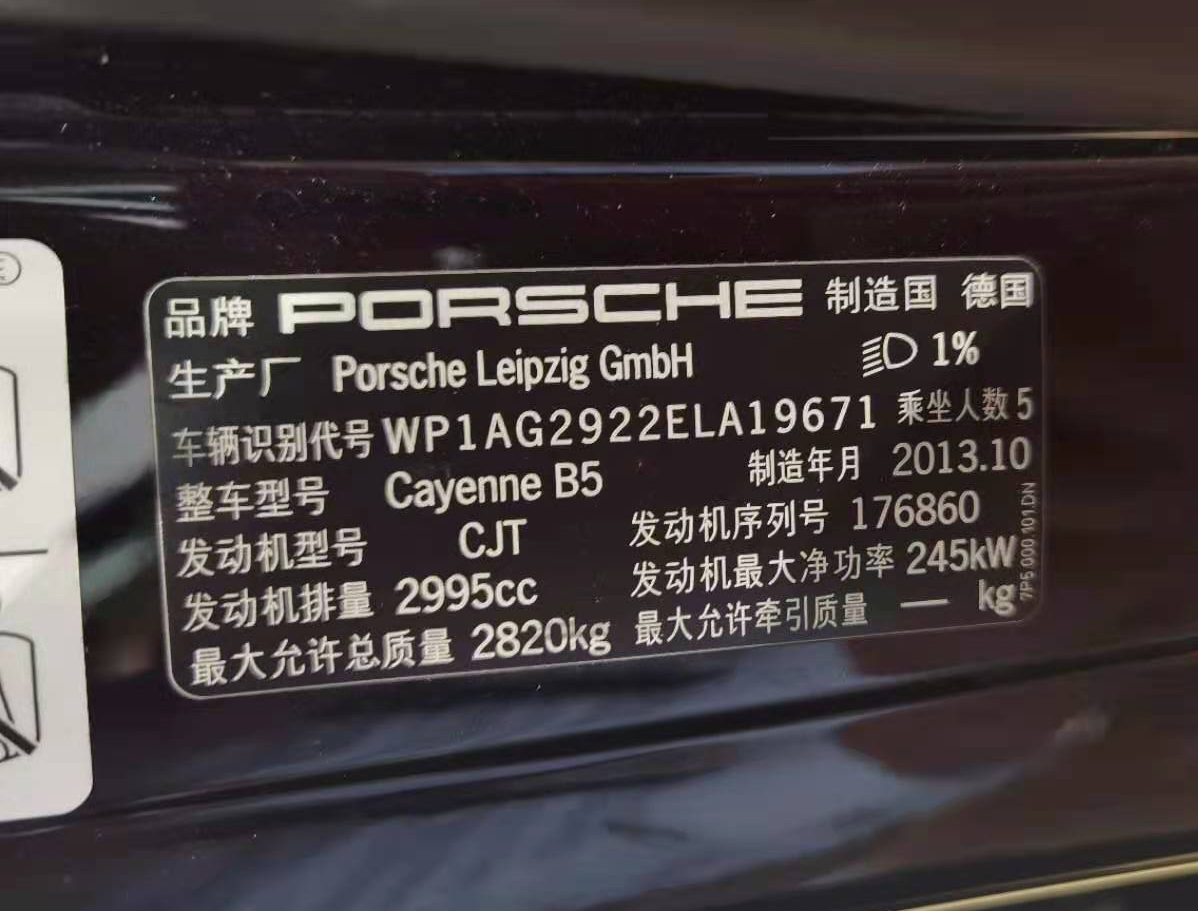 品牌 PORSCHE 制造国 德国
生产厂 Porsche Leipzig GmbH 1%
车辆识别代号 WP1AG2922ELA19671 乘坐人数 5
整车型号 Cayenne B5 制造年月 2013.10
发动机型号 CJT 发动机序列号 176860
发动机排量 2995cc 发动机最大净功率 245kW
最大允许总质量 2820kg 最大允许牵引质量 — kg
7P5 000 101.DN